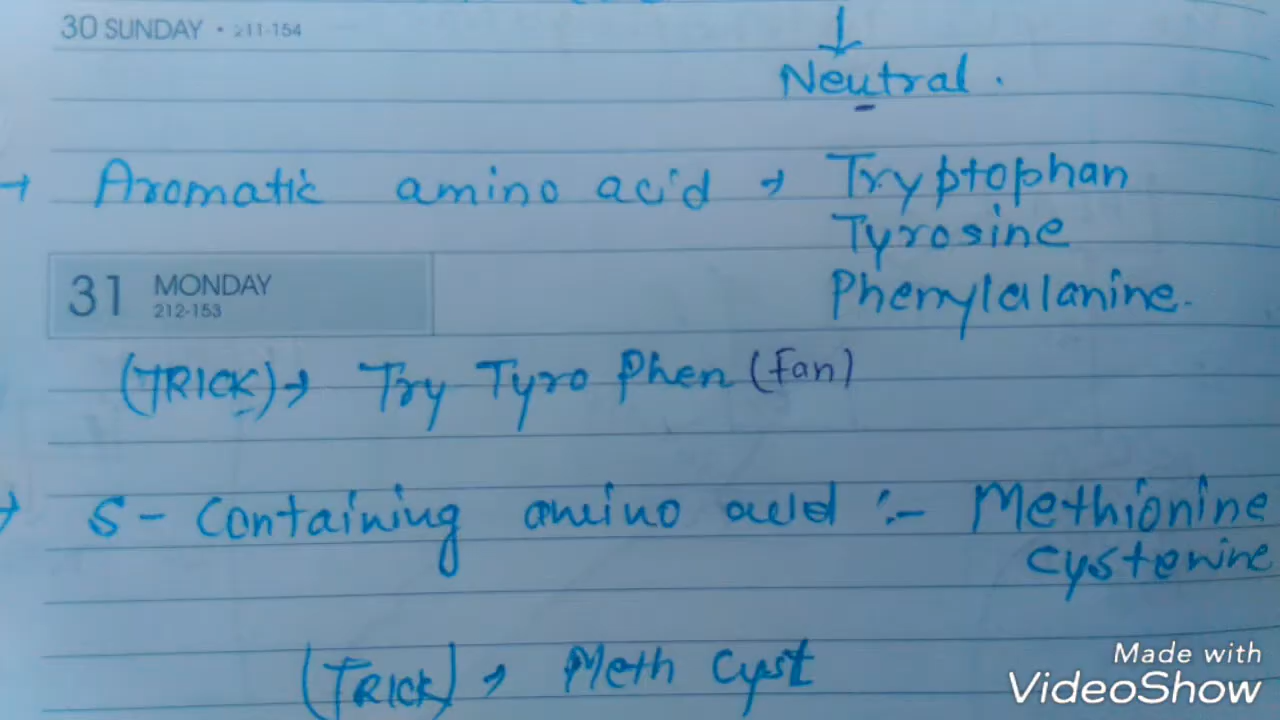 30 SUNDAY • 211-154
Neutral.
→ Aromatic amino acid → Tryptophan
Tyrosine
Phenylalanine.
31 MONDAY
212-153
(TRICK) → Try Tyro Phen (Fan)
→ S - Containing amino acid :- Methionine
Cysteine
(TRICK) → Meth Cyst
Made with
VideoShow